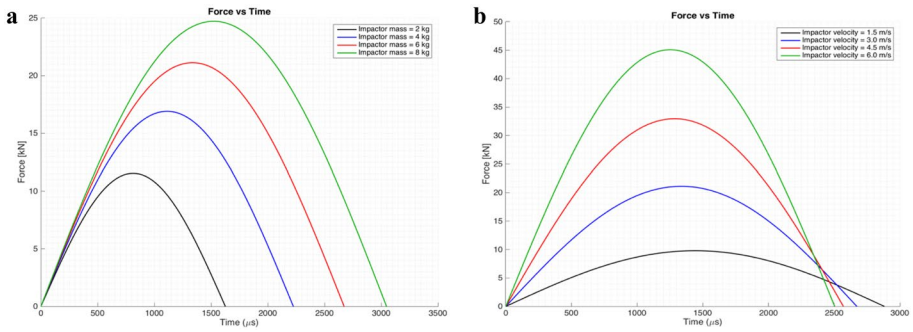 a
Force vs Time
Impactor mass = 2 kg
Impactor mass = 4 kg
Impactor mass = 6 kg
Impactor mass = 8 kg
Force [kN]
25
20
15
10
5
0
0 500 1000 1500 2000 2500 3000 3500
Time (μs)
b
Force vs Time
Impactor velocity = 1.5 m/s
Impactor velocity = 3.0 m/s
Impactor velocity = 4.5 m/s
Impactor velocity = 6.0 m/s
Force [kN]
50
45
40
35
30
25
20
15
10
5
0
0 500 1000 1500 2000 2500 3000
Time (μs)